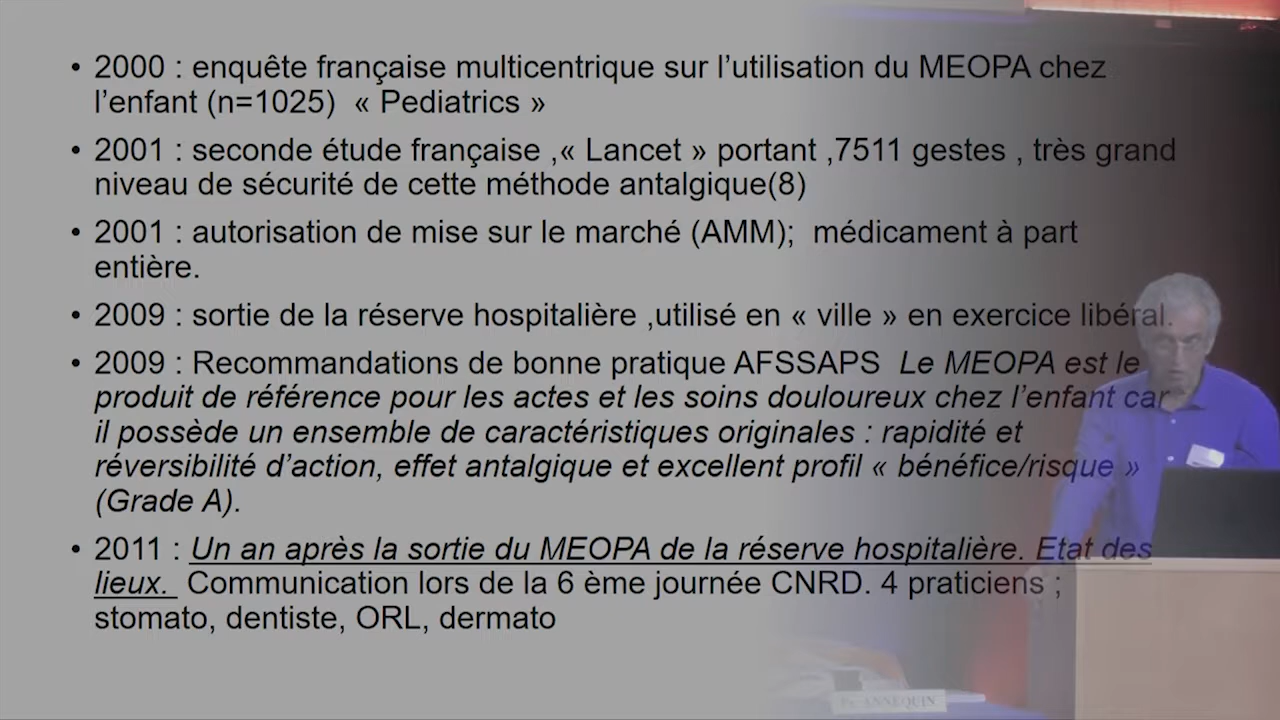 • 2000 : enquête française multicentrique sur l’utilisation du MEOPA chez
l’enfant (n=1025) « Pediatrics »
• 2001 : seconde étude française ,« Lancet » portant ,7511 gestes , très grand
niveau de sécurité de cette méthode antalgique(8)
• 2001 : autorisation de mise sur le marché (AMM); médicament à part
entière.
• 2009 : sortie de la réserve hospitalière ,utilisé en « ville » en exercice libéral.
• 2009 : Recommandations de bonne pratique AFSSAPS Le MEOPA est le
produit de référence pour les actes et les soins douloureux chez l’enfant car
il possède un ensemble de caractéristiques originales : rapidité et
réversibilité d’action, effet antalgique et excellent profil « bénéfice/risque »
(Grade A).
• 2011 : Un an après la sortie du MEOPA de la réserve hospitalière. Etat des
lieux. Communication lors de la 6 ème journée CNRD. 4 praticiens ;
stomato, dentiste, ORL, dermato
ANNEQUIN